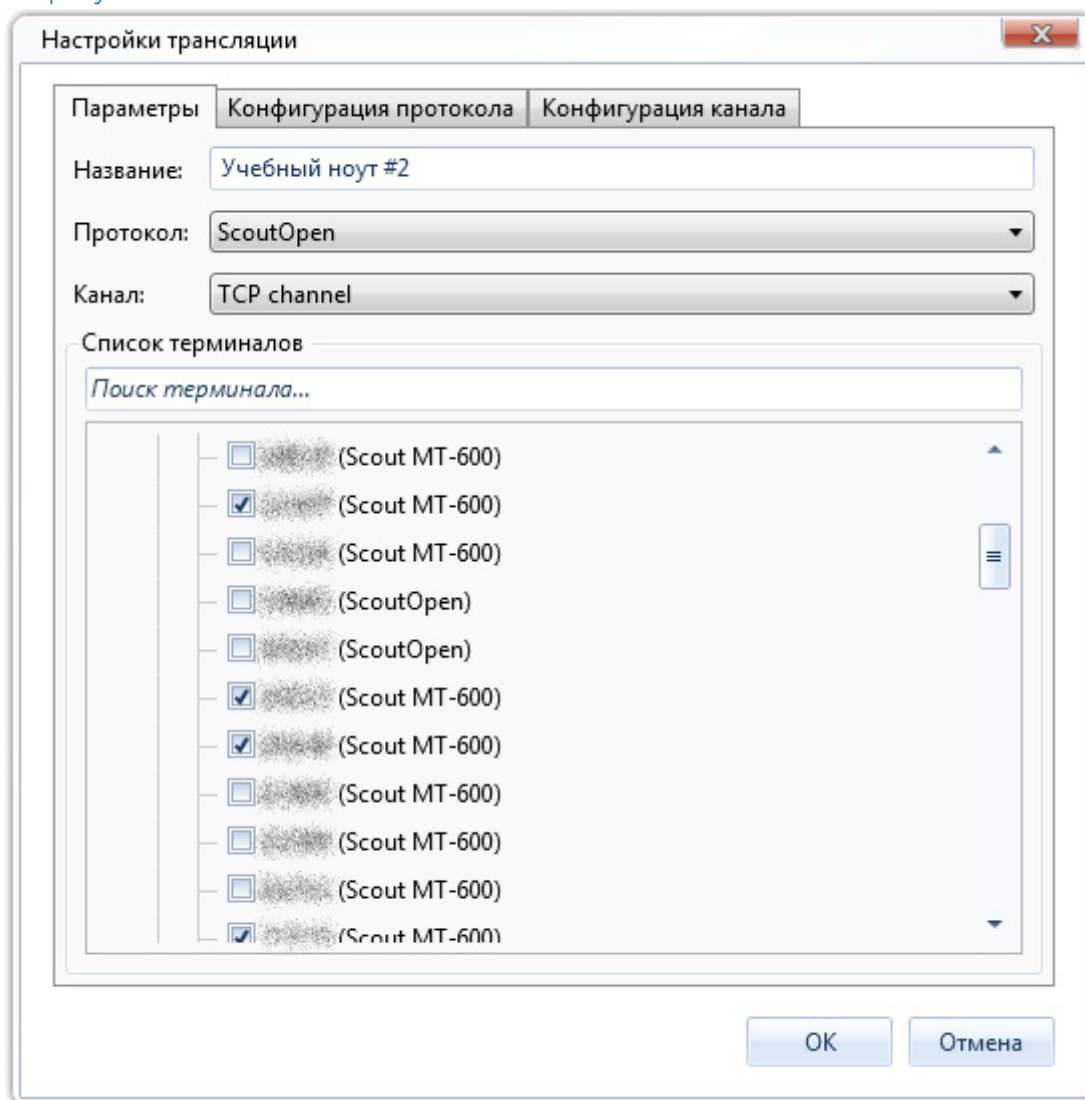 Настройки трансляции
Параметры Конфигурация протокола Конфигурация канала
Название: Учебный ноут #2
Протокол: ScoutOpen
Канал: TCP channel
Список терминалов
Поиск терминала...
(Scout MT-600)
(Scout MT-600)
(Scout MT-600)
(ScoutOpen)
(ScoutOpen)
(Scout MT-600)
(Scout MT-600)
(Scout MT-600)
(Scout MT-600)
(Scout MT-600)
(Scout MT-600)
OK Отмена